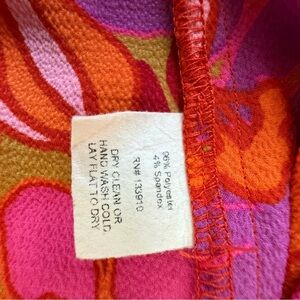 96% Polyester
4% Spandex
RN# 133910
DRY CLEAN OR
HAND WASH COLD
LAY FLAT TO DRY